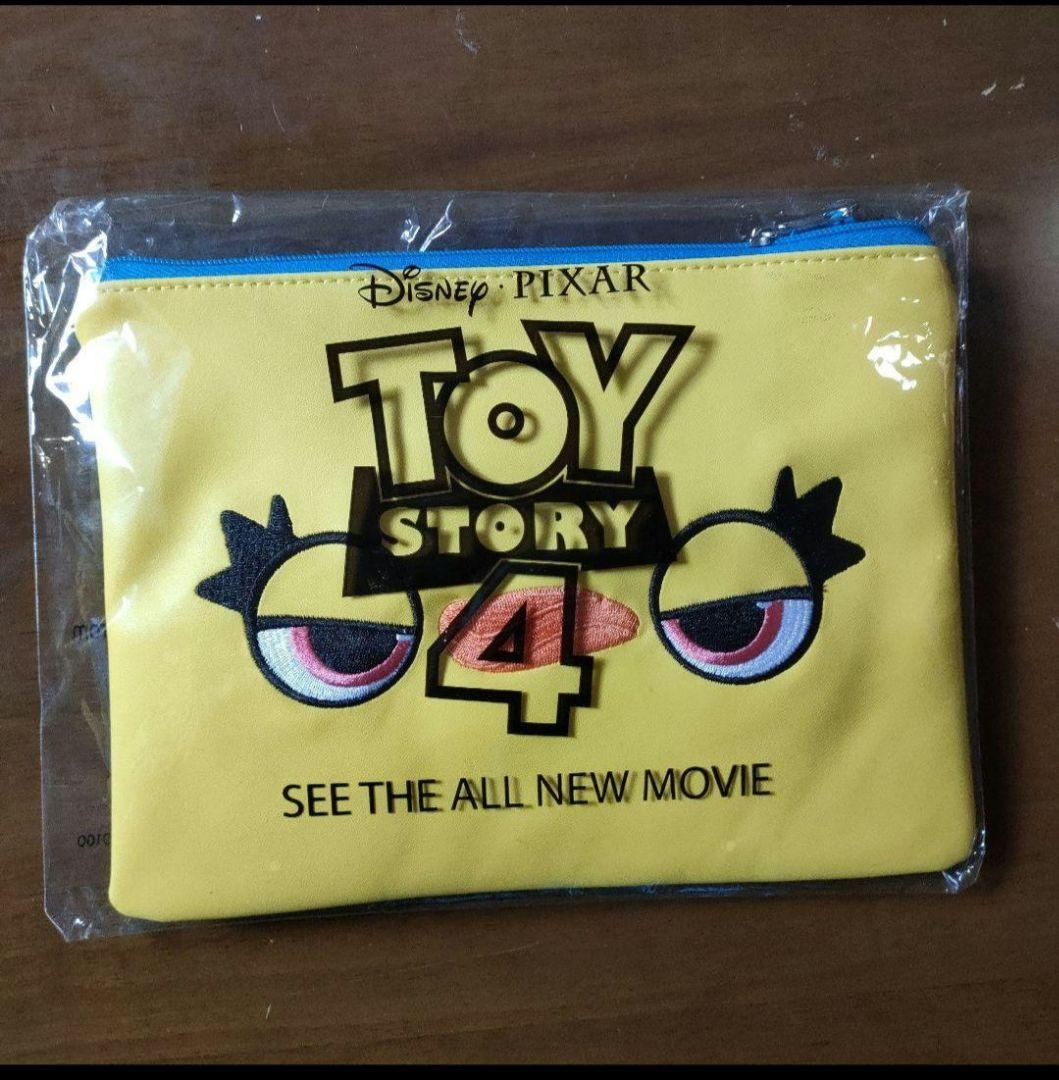 Disney · PIXAR
TOY
STORY
4
SEE THE ALL NEW MOVIE